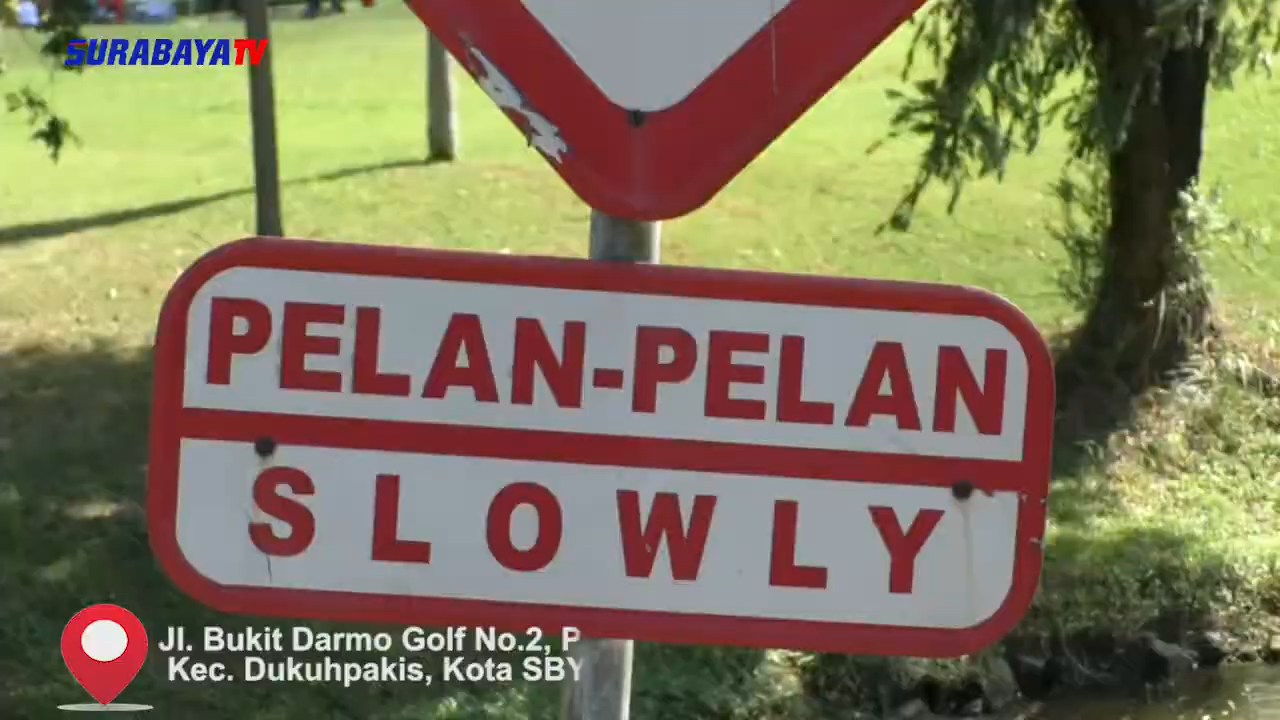 SURABAYATV
PELAN-PELAN
SLOWLY
Jl. Bukit Darmo Golf No.2, P
Kec. Dukuhpakis, Kota SBY